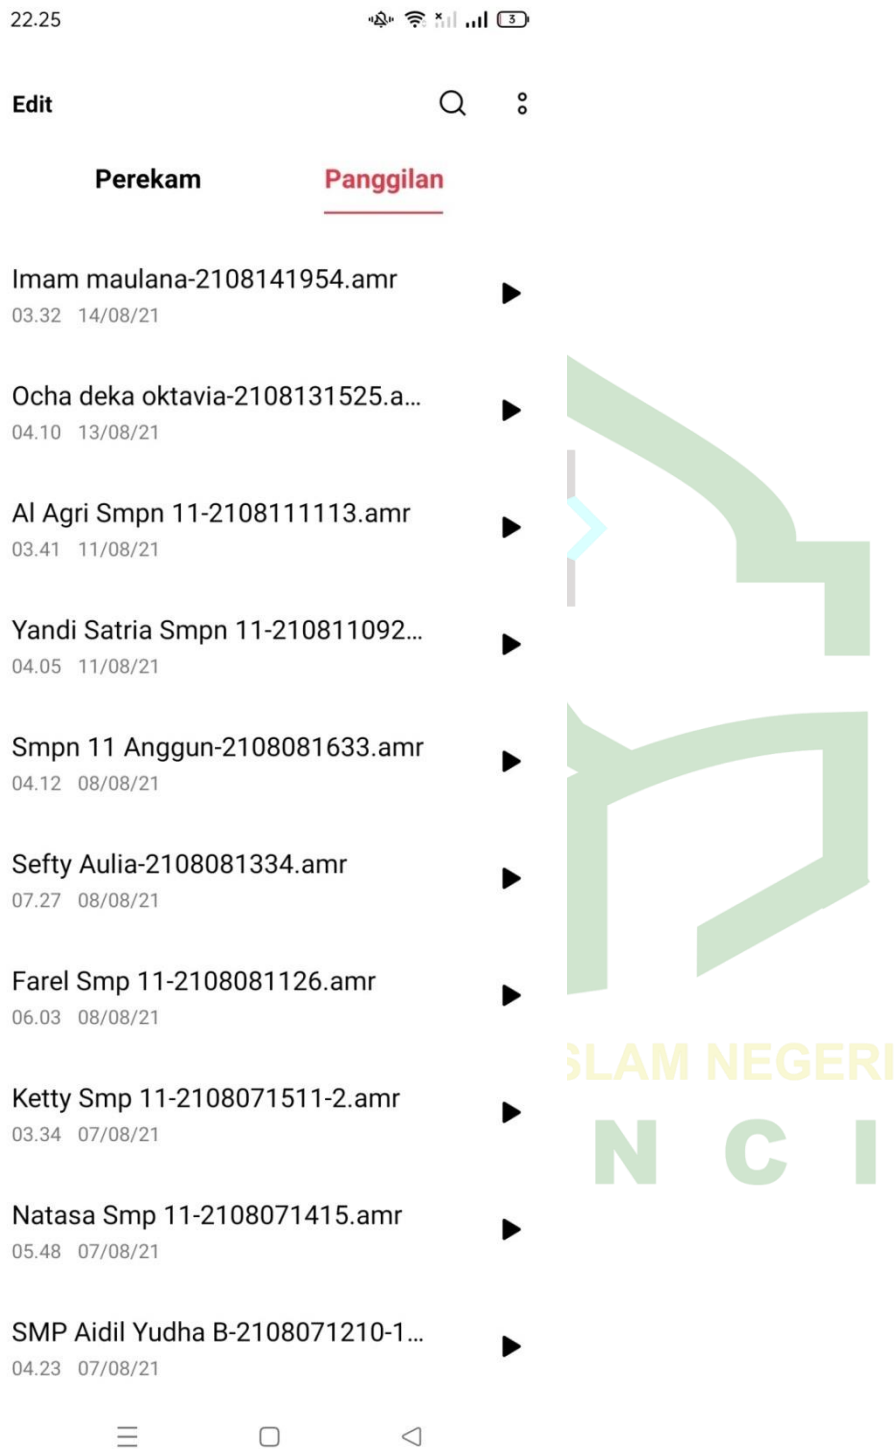 22.25
3
Edit
Perekam Panggilan
Imam maulana-2108141954.amr
03.32 14/08/21
Ocha deka oktavia-2108131525.a...
04.10 13/08/21
Al Agri Smpn 11-2108111113.amr
03.41 11/08/21
Yandi Satria Smpn 11-210811092...
04.05 11/08/21
Smpn 11 Anggun-2108081633.amr
04.12 08/08/21
Sefty Aulia-2108081334.amr
07.27 08/08/21
Farel Smp 11-2108081126.amr
06.03 08/08/21
SLAM NEGERI
Ketty Smp 11-2108071511-2.amr
03.34 07/08/21
N C I
Natasa Smp 11-2108071415.amr
05.48 07/08/21
SMP Aidil Yudha B-2108071210-1...
04.23 07/08/21